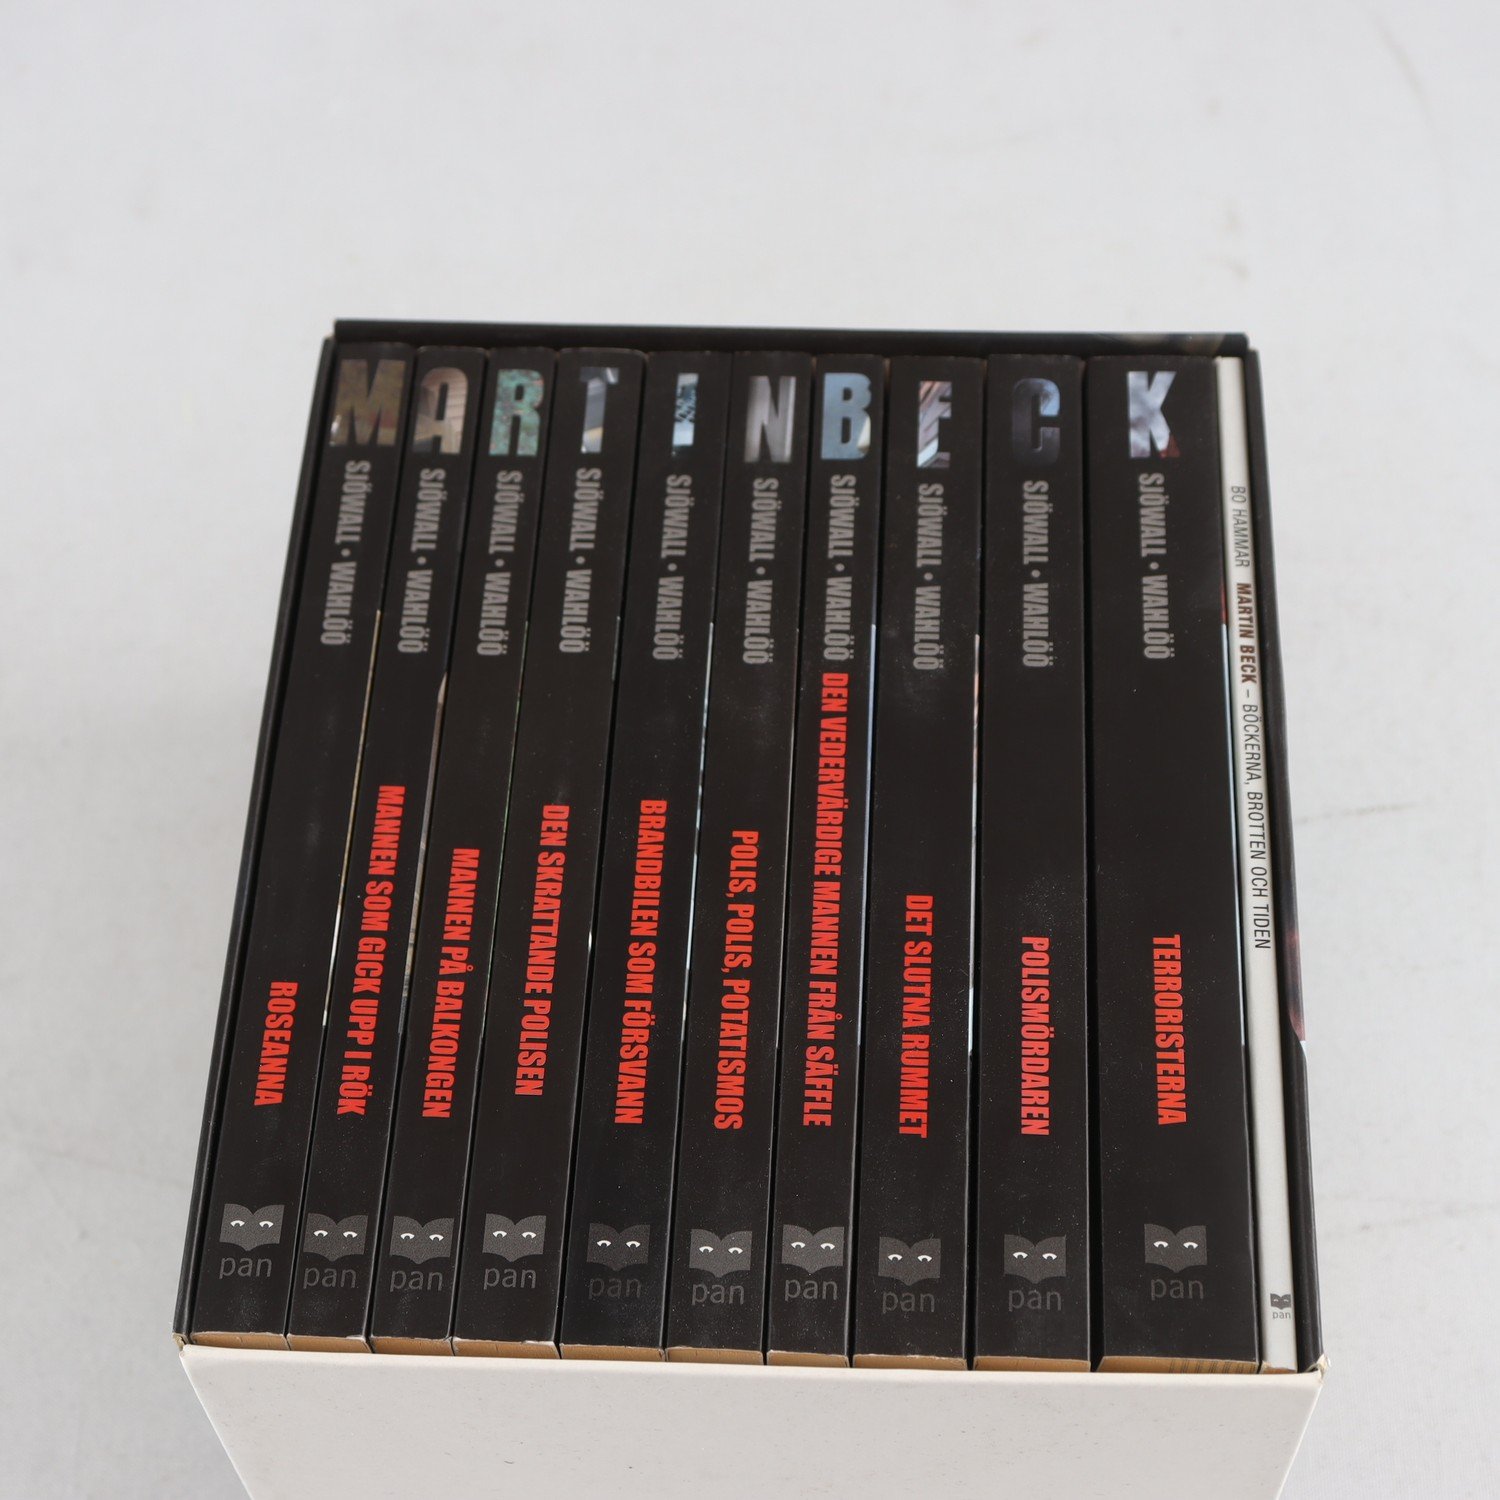 M
SJÖWALL • WAHLÖÖ
ROSEANNA
pan
A
SJÖWALL • WAHLÖÖ
MANNEN SOM GICK UPP I RÖK
pan
R
SJÖWALL • WAHLÖÖ
MANNEN PÅ BALKONGEN
pan
T
SJÖWALL • WAHLÖÖ
DEN SKRATTANDE POLISEN
pan
I
SJÖWALL • WAHLÖÖ
BRANDBILEN SOM FÖRSVANN
pan
N
SJÖWALL • WAHLÖÖ
POLIS, POLIS, POTATISMOS
pan
B
SJÖWALL • WAHLÖÖ
DEN VEDERVÄRDIGE MANNEN FRÅN SÄFFLE
pan
E
SJÖWALL • WAHLÖÖ
DET SLUTNA RUMMET
pan
C
SJÖWALL • WAHLÖÖ
POLISMÖRDAREN
pan
K
SJÖWALL • WAHLÖÖ
TERRORISTERNA
pan
BO HAMMAR MARTIN BECK – BÖCKERNA, BROTTEN OCH TIDEN
pan